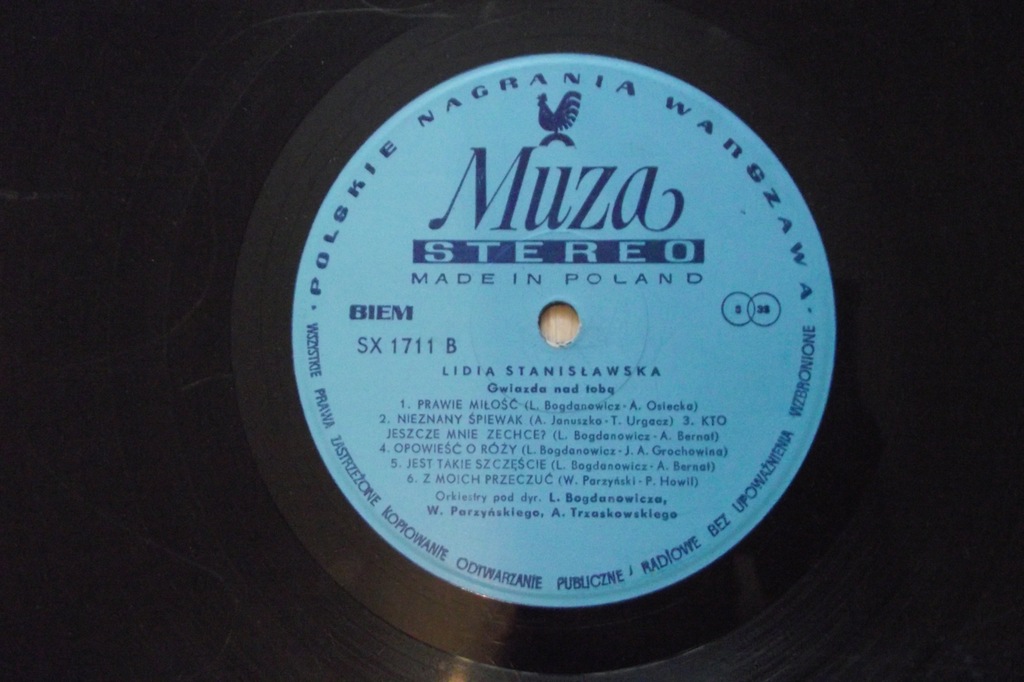 · POLSKIE NAGRANIA WARSZAWA ·
Muza
STEREO
MADE IN POLAND
BIEM
S 33
SX 1711 B
LIDIA STANISŁAWSKA
Gwiazda nad tobą
1. PRAWIE MIŁOŚĆ (L. Bogdanowicz - A. Osiecka)
2. NIEZNANY ŚPIEWAK (A. Januszko - T. Urgacz) 3. KTO
JESZCZE MNIE ZECHCE? (L. Bogdanowicz - A. Bernat)
4. OPOWIEŚĆ O RÓŻY (L. Bogdanowicz - J. A. Grochowina)
5. JEST TAKIE SZCZĘŚCIE (L. Bogdanowicz - A. Bernat)
6. Z MOICH PRZECZUĆ (W. Parzyński - P. Howil)
Orkiestry pod dyr. L. Bogdanowicza,
W. Parzyńskiego, A. Trzaskowskiego
WSZYSTKIE PRAWA ZASTRZEŻONE KOPIOWANIE ODTWARZANIE PUBLICZNE I RADIOWE BEZ UPOWAŻNIENIA WZBRONIONE